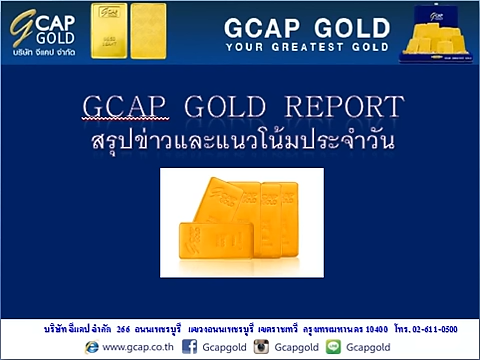 GCAP GOLD
บริษัท จีแคป จำกัด
GCAP GOLD
YOUR GREATEST GOLD
GCAP GOLD REPORT
สรุปข่าวและแนวโน้มประจำวัน
บริษัท จีแคป จำกัด 266 ถนนเพชรบุรี แขวงถนนเพชรบุรี เขตราชเทวี กรุงเทพมหานคร 10400 โทร. 02-611-0500
www.gcap.co.th Gcapgold Gcapgold Gcapgold